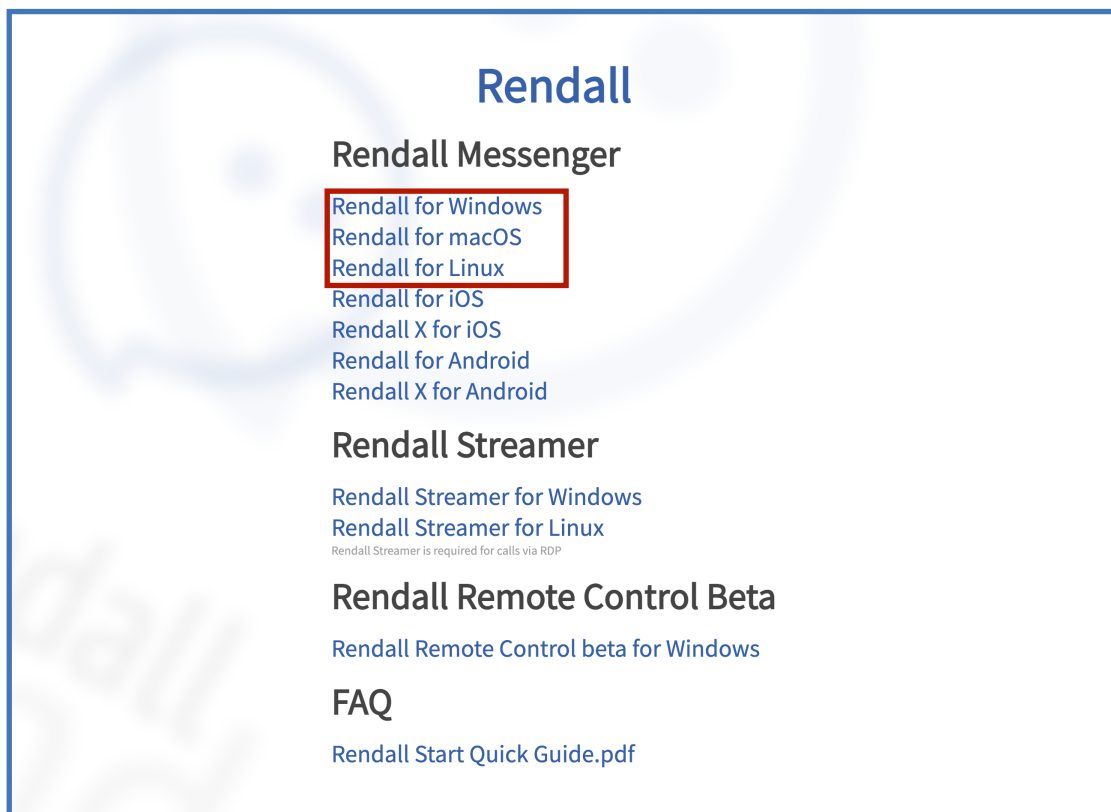 Rendall
Rendall Messenger
Rendall for Windows
Rendall for macOS
Rendall for Linux
Rendall for iOS
Rendall X for iOS
Rendall for Android
Rendall X for Android
Rendall Streamer
Rendall Streamer for Windows
Rendall Streamer for Linux
Rendall Streamer is required for calls via RDP
Rendall Remote Control Beta
Rendall Remote Control beta for Windows
FAQ
Rendall Start Quick Guide.pdf